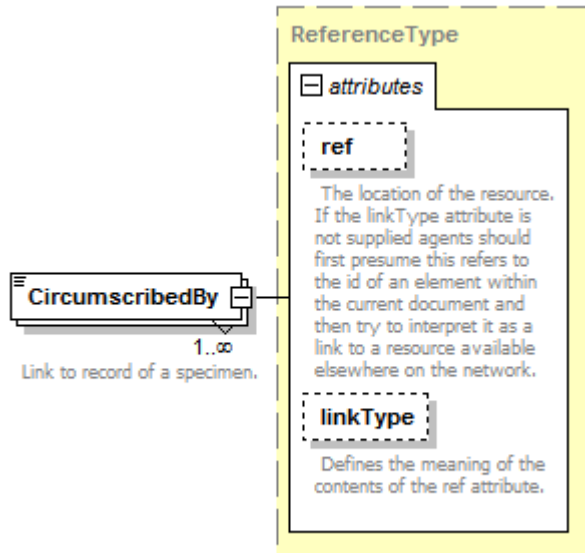 ReferenceType
attributes
ref
The location of the resource.
If the linkType attribute is
not supplied agents should
first presume this refers to
the id of an element within
the current document and
then try to interpret it as a
link to a resource available
elsewhere on the network.
CircumscribedBy
1..∞
Link to record of a specimen.
linkType
Defines the meaning of the
contents of the ref attribute.